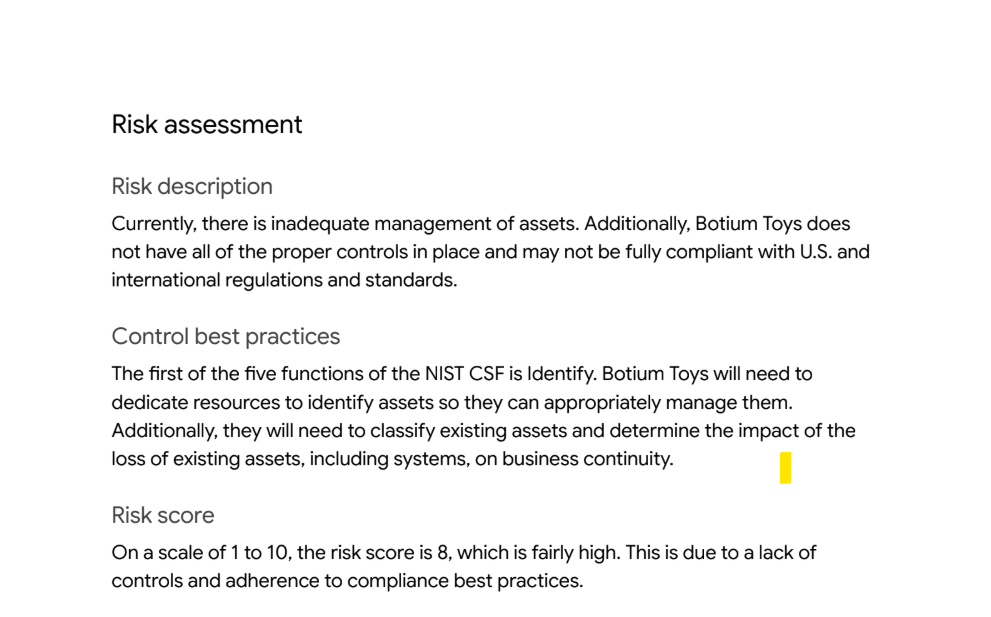 Risk assessment
Risk description
Currently, there is inadequate management of assets. Additionally, Botium Toys does
not have all of the proper controls in place and may not be fully compliant with U.S. and
international regulations and standards.
Control best practices
The first of the five functions of the NIST CSF is Identify. Botium Toys will need to
dedicate resources to identify assets so they can appropriately manage them.
Additionally, they will need to classify existing assets and determine the impact of the
loss of existing assets, including systems, on business continuity.
Risk score
On a scale of 1 to 10, the risk score is 8, which is fairly high. This is due to a lack of
controls and adherence to compliance best practices.